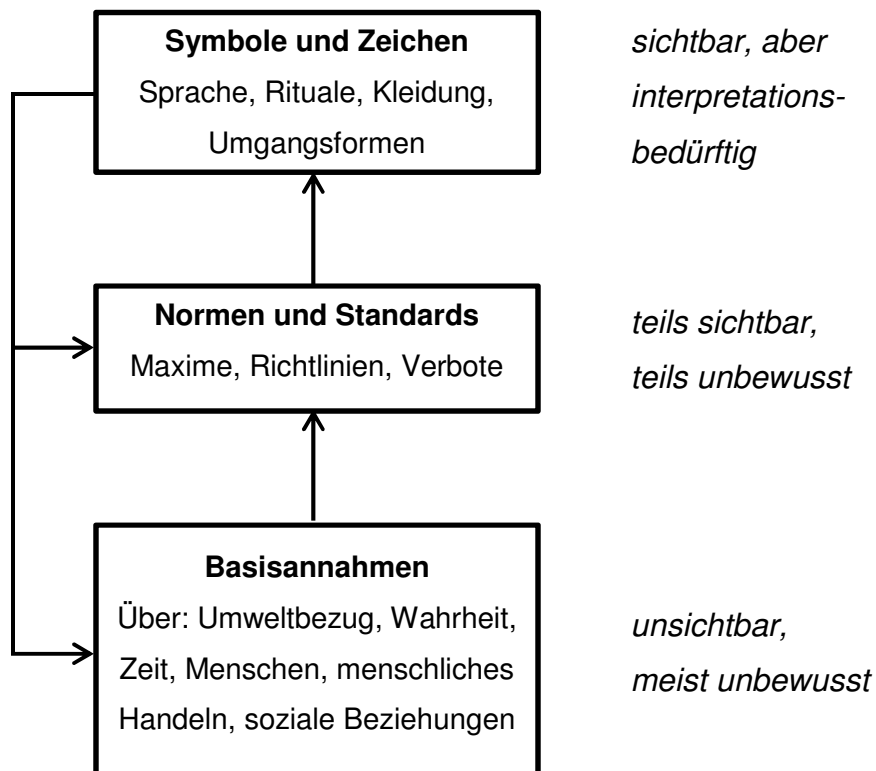 Symbole und Zeichen
Sprache, Rituale, Kleidung,
Umgangsformen
sichtbar, aber
interpretations-
bedürftig
Normen und Standards
Maxime, Richtlinien, Verbote
teils sichtbar,
teils unbewusst
Basisannahmen
Über: Umweltbezug, Wahrheit,
Zeit, Menschen, menschliches
Handeln, soziale Beziehungen
unsichtbar,
meist unbewusst